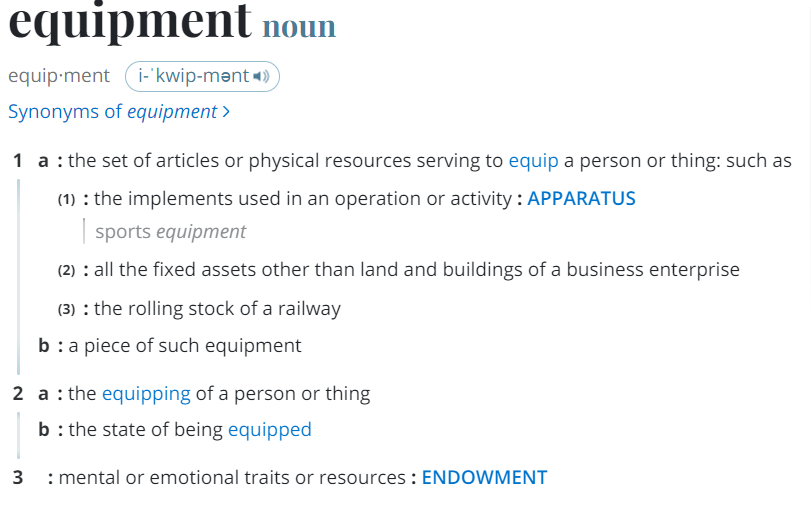 equipment noun
equip·ment i-ˈkwip-mənt
Synonyms of equipment
1 a : the set of articles or physical resources serving to equip a person or thing: such as
(1) : the implements used in an operation or activity : APPARATUS
sports equipment
(2) : all the fixed assets other than land and buildings of a business enterprise
(3) : the rolling stock of a railway
b : a piece of such equipment
2 a : the equipping of a person or thing
b : the state of being equipped
3 : mental or emotional traits or resources : ENDOWMENT